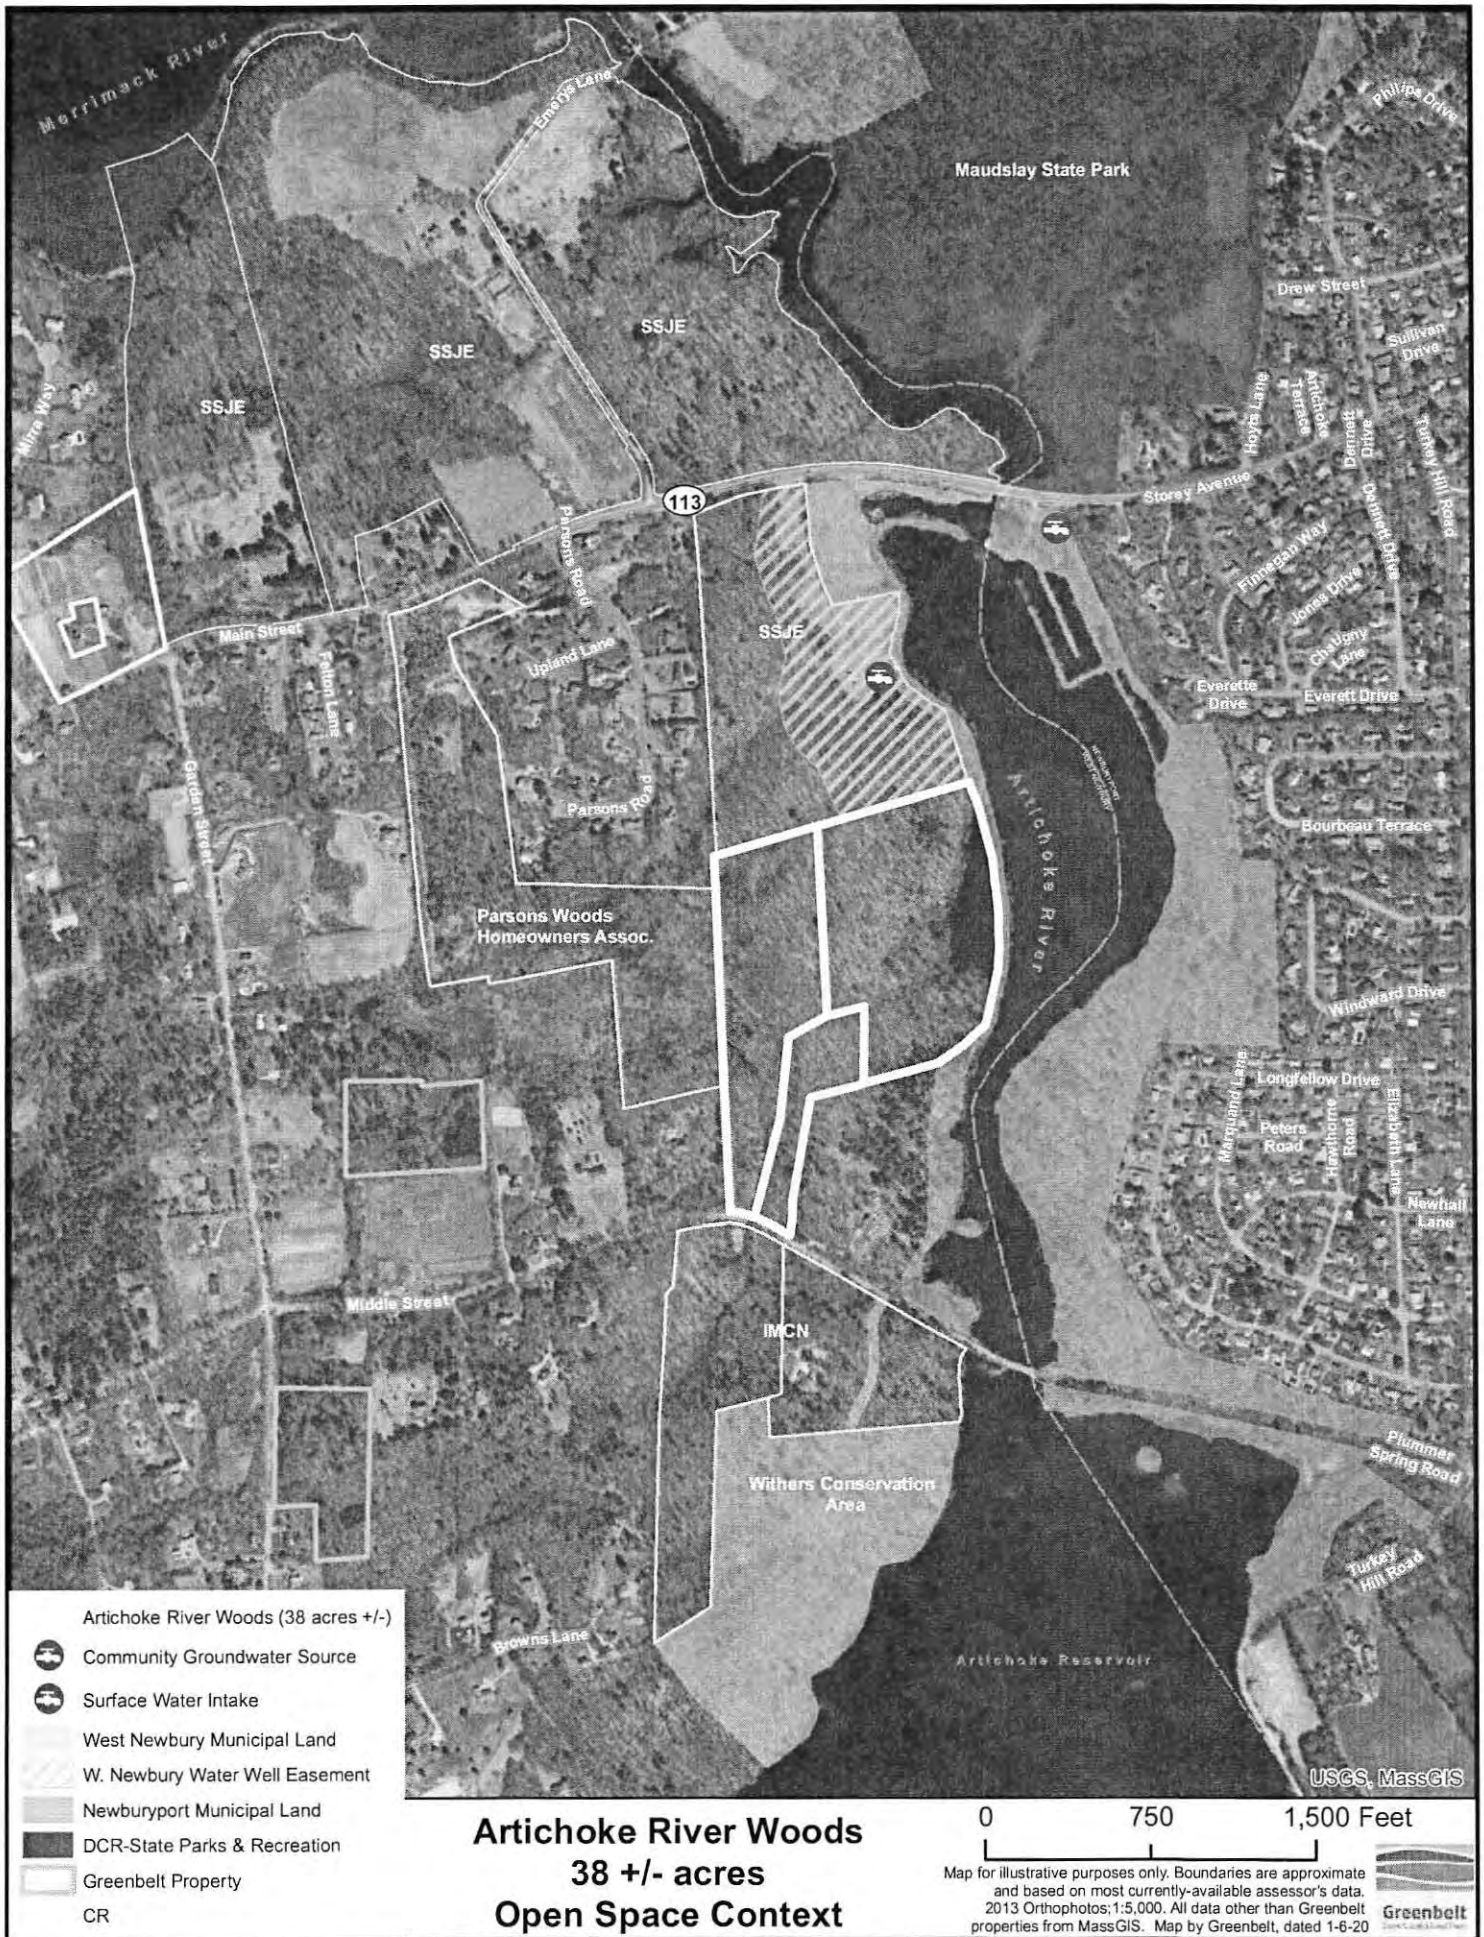 Merrimack River
Emerys Lane
Philips Drive
Maudslay State Park
Drew Street
Sullivan
Drive
SSJE
SSJE
SSJE
Mirra Way
Hoyts Lane
Artichoke
Terrace
Dennett
Drive
Turkey Hill Road
113
Storey Avenue
Dennett Drive
Parsons Road
Finnegan Way
Jones Drive
Main Street
SSJE
Upland Lane
Felton Lane
Chatigny
Lane
Everette
Drive
Everett Drive
Garden Street
Parsons Road
Artichoke River
NEWBURYPORT
WEST NEWBURY
Bourbeau Terrace
Parsons Woods
Homeowners Assoc.
Windward Drive
Marquand Lane
Longfellow Drive
Peters
Road
Hawthorne
Road
Elizabeth Lane
Newhall
Lane
Middle Street
IMCN
Plummer
Spring Road
Withers Conservation
Area
Turkey
Hill Road
Browns Lane
Artichoke Reservoir
USGS, MassGIS
Artichoke River Woods (38 acres +/-)
Community Groundwater Source
Surface Water Intake
West Newbury Municipal Land
W. Newbury Water Well Easement
Newburyport Municipal Land
DCR-State Parks & Recreation
Greenbelt Property
CR
Artichoke River Woods
38 +/- acres
Open Space Context
0 750 1,500 Feet
Map for illustrative purposes only. Boundaries are approximate
and based on most currently-available assessor's data.
2013 Orthophotos;1:5,000. All data other than Greenbelt
properties from MassGIS. Map by Greenbelt, dated 1-6-20
Greenbelt